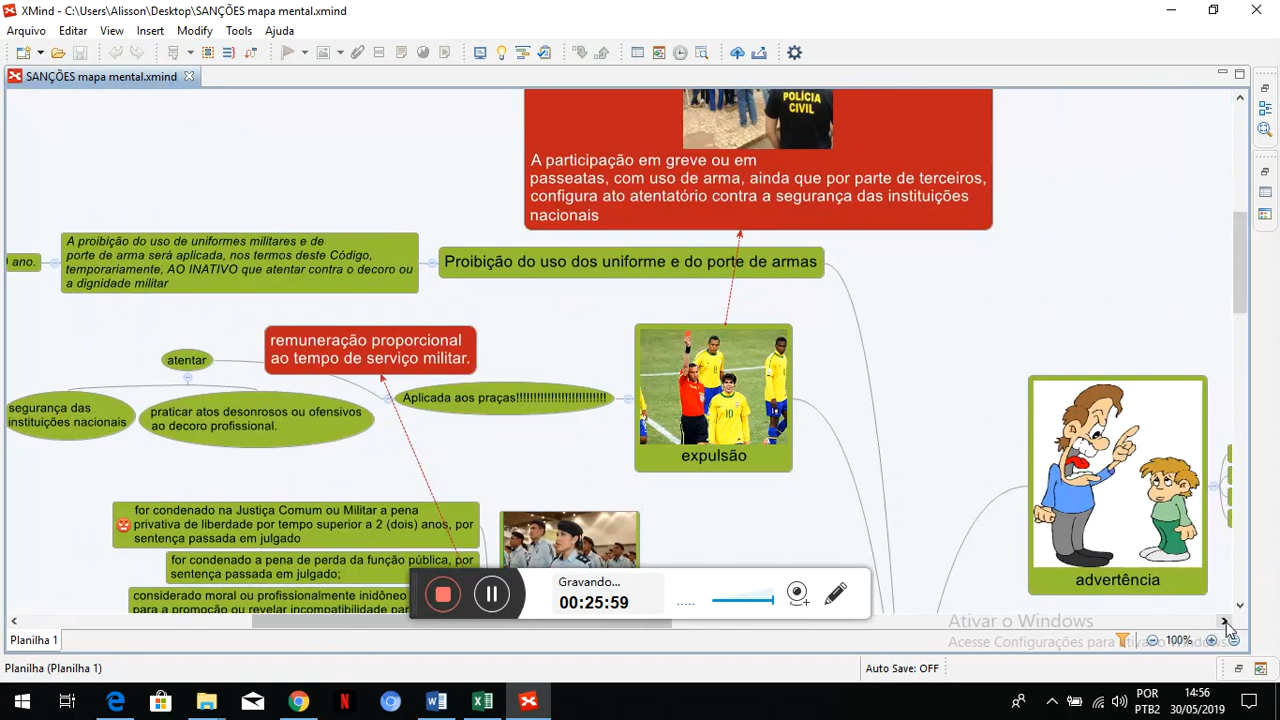 XMind - C:\Users\Alisson\Desktop\SANÇÕES mapa mental.xmind
Arquivo Editar View Insert Modify Tools Ajuda
SANÇÕES mapa mental.xmind
POLÍCIA
CIVIL
A participação em greve ou em
passeatas, com uso de arma, ainda que por parte de terceiros,
configura ato atentatório contra a segurança das instituições
nacionais
ano.
A proibição do uso de uniformes militares e de
porte de arma será aplicada, nos termos deste Código,
temporariamente, AO INATIVO que atentar contra o decoro ou
a dignidade militar
Proibição do uso dos uniforme e do porte de armas
remuneração proporcional
ao tempo de serviço militar.
atentar
segurança das
instituições nacionais
praticar atos desonrosos ou ofensivos
ao decoro profissional.
Aplicada aos praças!!!!!!!!!!!!!!!!!!!!!!!!!!
10
expulsão
advertência
for condenado na Justiça Comum ou Militar a pena
privativa de liberdade por tempo superior a 2 (dois) anos, por
sentença passada em julgado
for condenado a pena de perda da função pública, por
sentença passada em julgado;
considerado moral ou profissionalmente inidôneo
para a promoção ou revelar incompatibilidade
Gravando...
00:25:59
Ativar o Windows
Acesse Configurações para ativar o Windows.
Planilha 1
100%
Planilha (Planilha 1)
Auto Save: OFF
POR
PTB2
14:56
30/05/2019